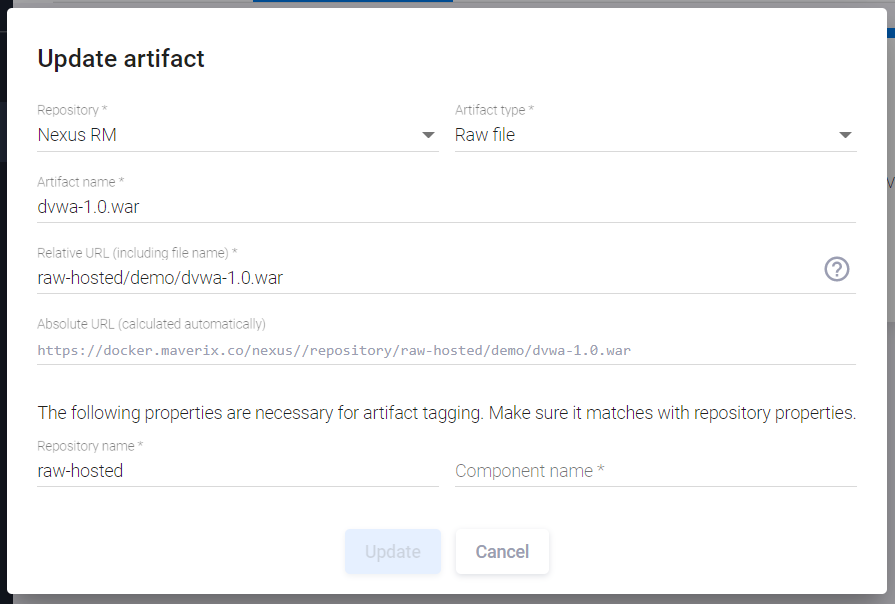 Update artifact
Repository * Artifact type *
Nexus RM Raw file
Artifact name *
dvwa-1.0.war
Relative URL (including file name) *
raw-hosted/demo/dvwa-1.0.war
Absolute URL (calculated automatically)
https://docker.maverix.co/nexus//repository/raw-hosted/demo/dvwa-1.0.war
The following properties are necessary for artifact tagging. Make sure it matches with repository properties.
Repository name *
raw-hosted Component name *
Update Cancel